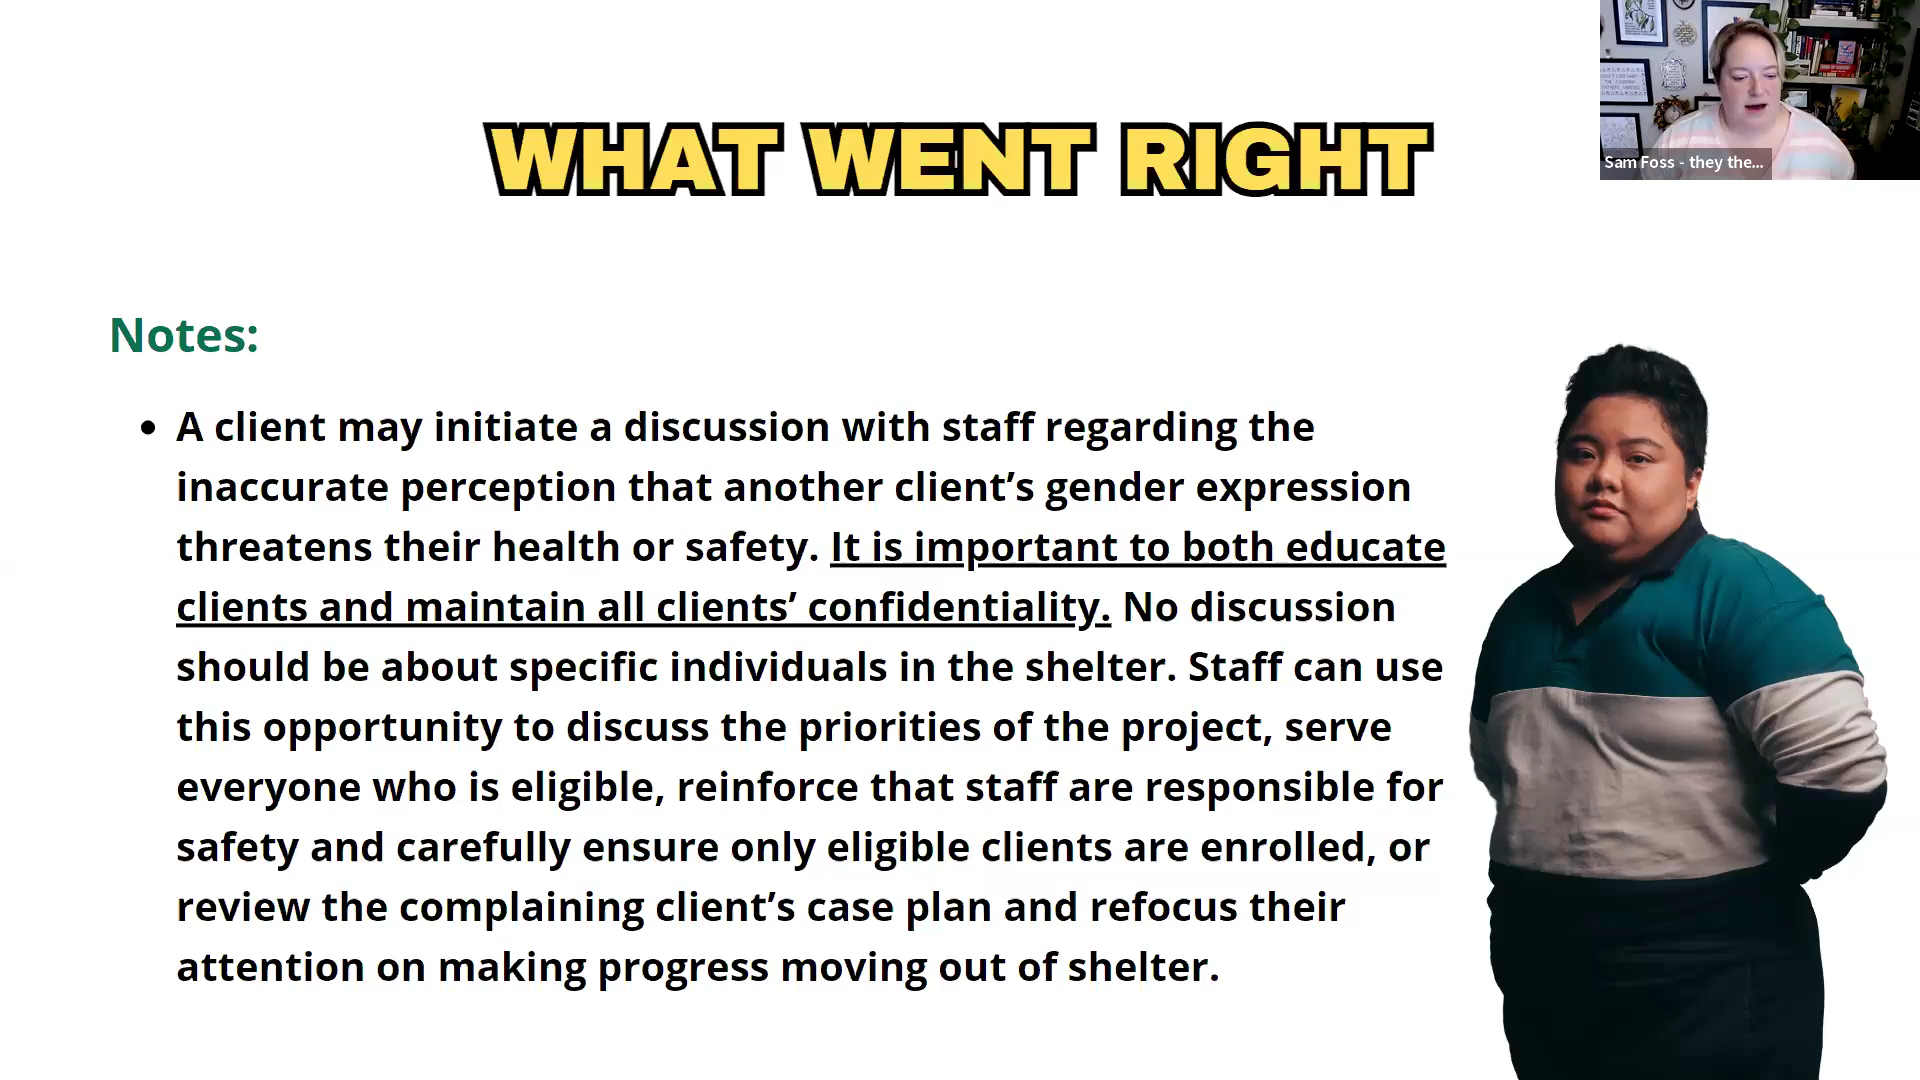 WHAT WENT RIGHT
Sam Foss - they the...
Notes:
• A client may initiate a discussion with staff regarding the
inaccurate perception that another client’s gender expression
threatens their health or safety. It is important to both educate
clients and maintain all clients’ confidentiality. No discussion
should be about specific individuals in the shelter. Staff can use
this opportunity to discuss the priorities of the project, serve
everyone who is eligible, reinforce that staff are responsible for
safety and carefully ensure only eligible clients are enrolled, or
review the complaining client’s case plan and refocus their
attention on making progress moving out of shelter.